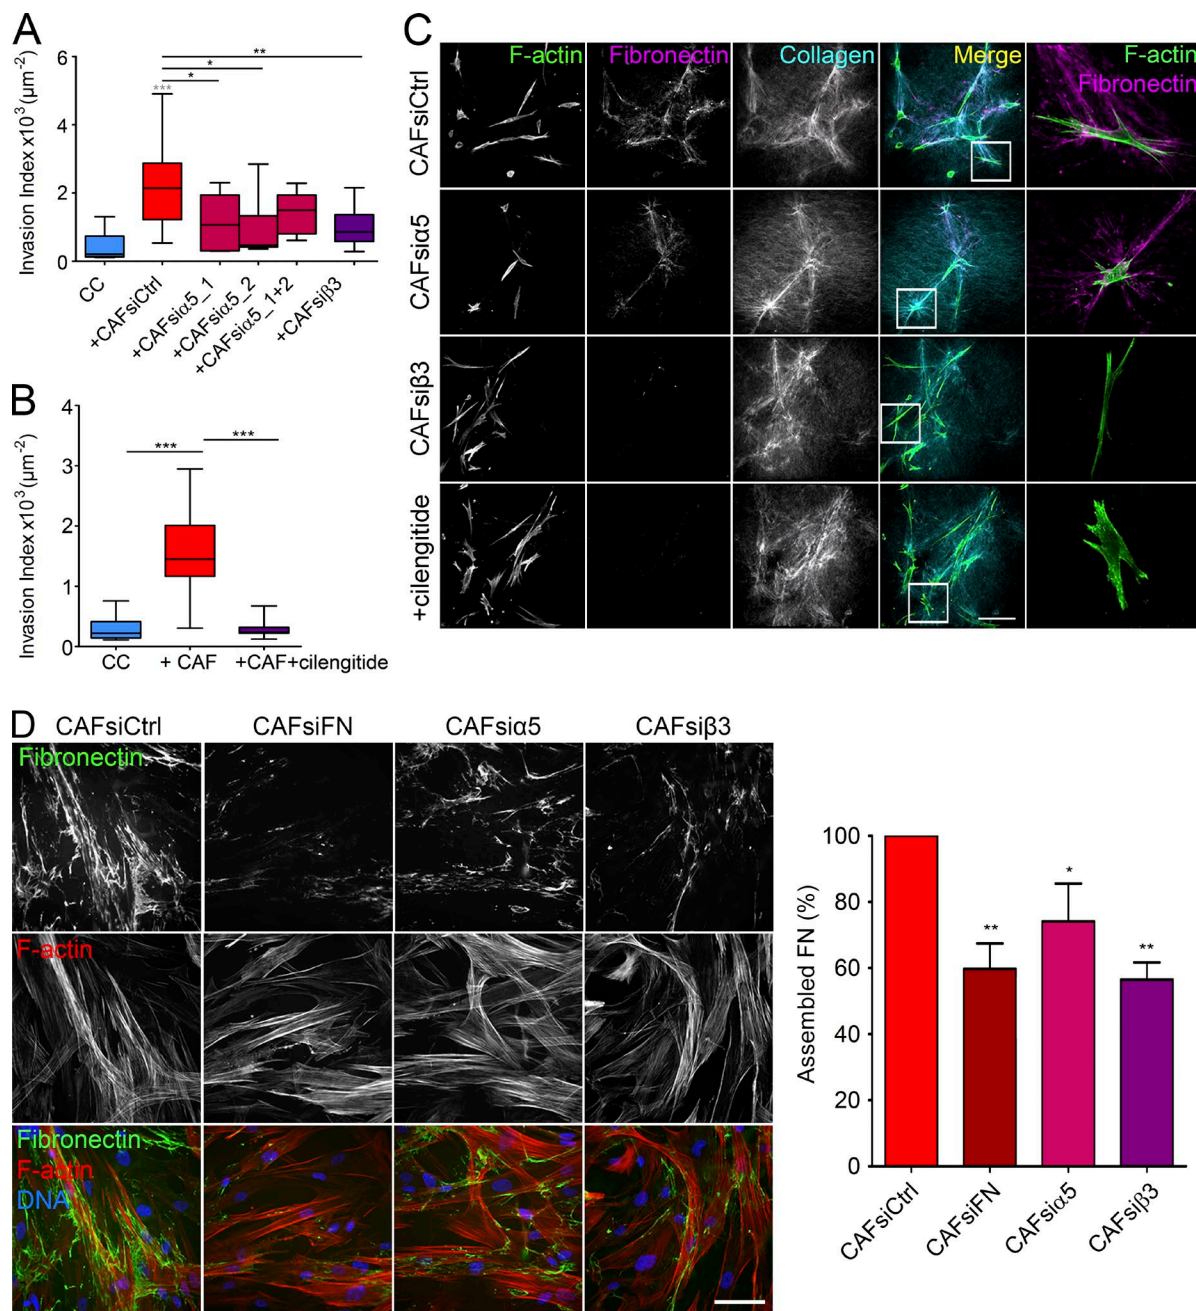 A
Invasion Index x10³ (µm⁻²)
6
4
2
0
**
*
*
***
CC
+CAFsiCtrl
+CAFsiα5_1
+CAFsiα5_2
+CAFsiα5_1+2
+CAFsiβ3
B
Invasion Index x10³ (µm⁻²)
4
3
2
1
0
***
***
CC
+ CAF
+CAF+cilengitide
C
F-actin
Fibronectin
Collagen
Merge
F-actin
Fibronectin
CAFsiCtrl
CAFsiα5
CAFsiβ3
+cilengitide
D
CAFsiCtrl
CAFsiFN
CAFsiα5
CAFsiβ3
Fibronectin
F-actin
Fibronectin
F-actin
DNA
Assembled FN (%)
100
80
60
40
20
0
**
*
**
CAFsiCtrl
CAFsiFN
CAFsiα5
CAFsiβ3